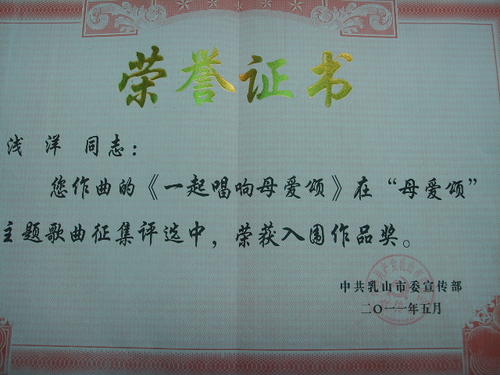 荣誉证书
浅洋 同志：
您作曲的《一起唱响母爱颂》在“母爱颂”
主题歌曲征集评选中，荣获入围作品奖。
中共乳山市委宣传部
二〇一一年五月